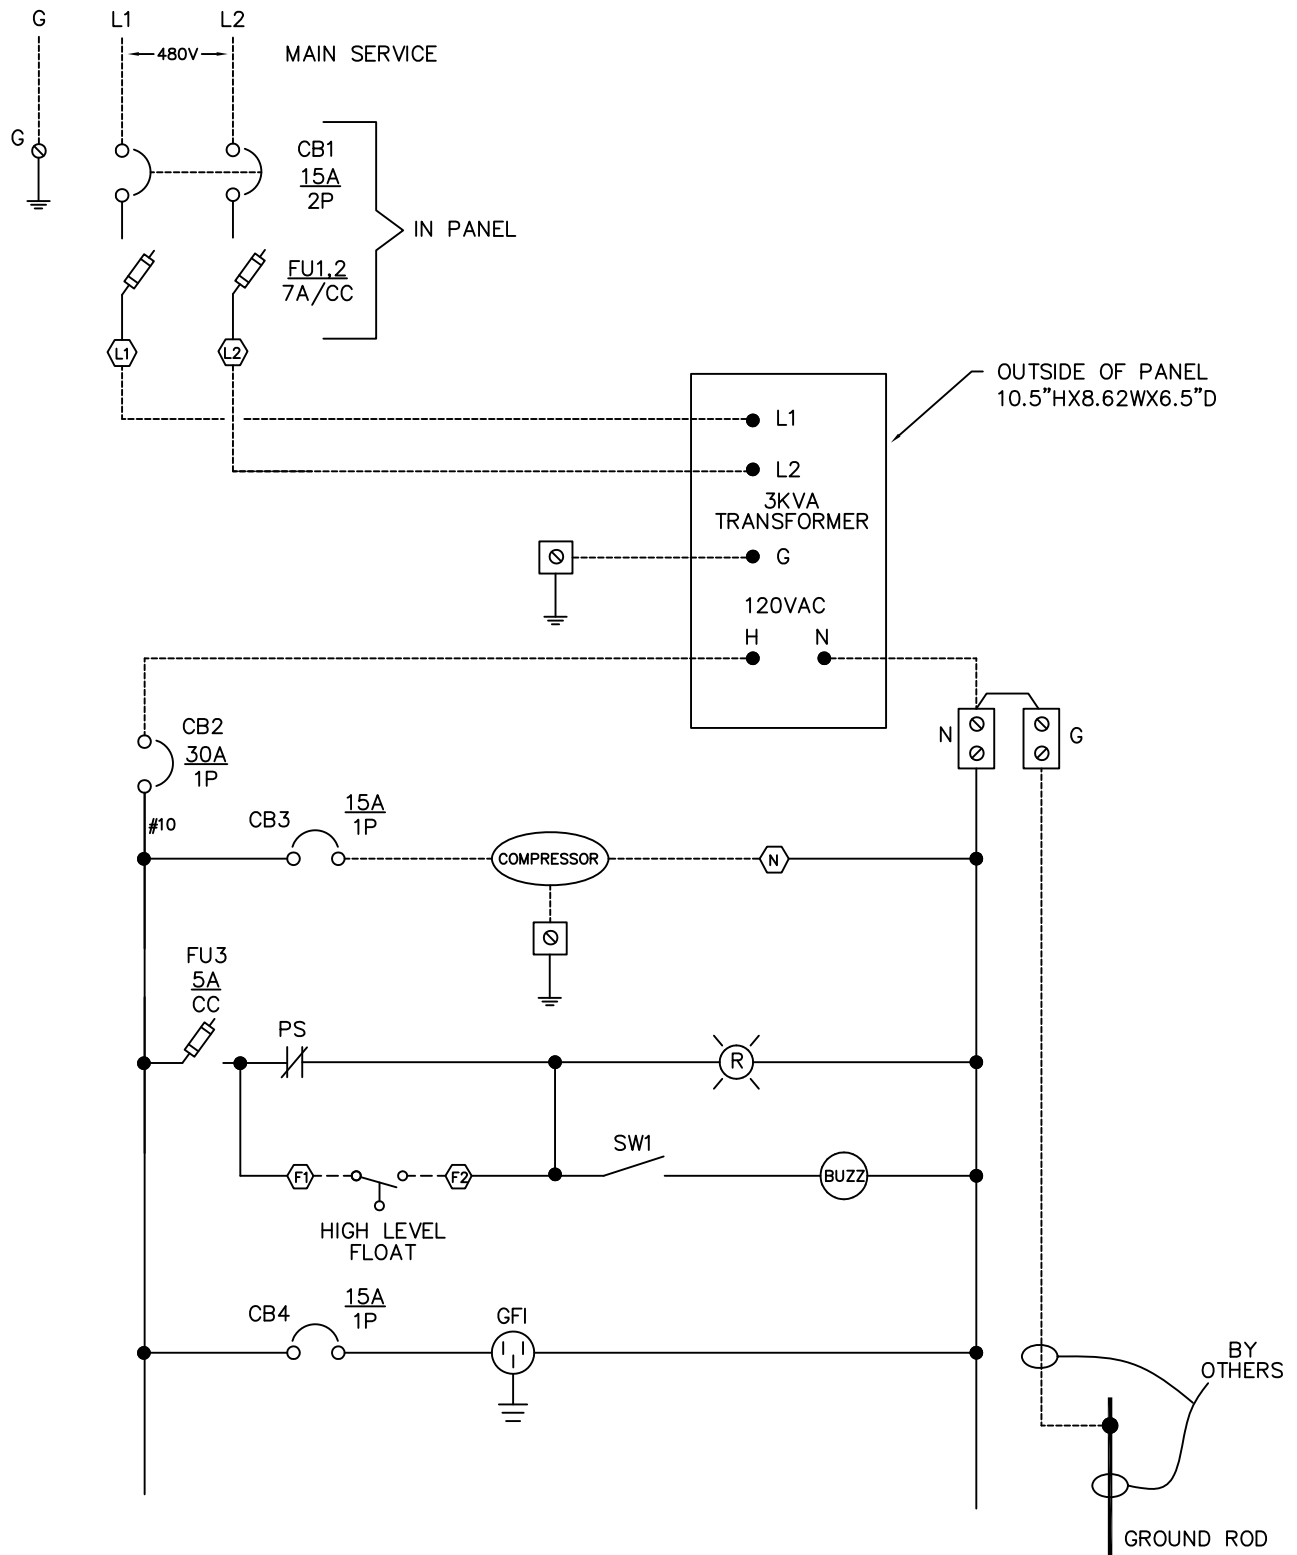 G
L1
L2
480V
MAIN SERVICE
G
CB1
15A
2P
IN PANEL
FU1,2
7A/CC
L1
L2
OUTSIDE OF PANEL
10.5"HX8.62WX6.5"D
L1
L2
3KVA
TRANSFORMER
G
120VAC
H
N
CB2
30A
1P
N
G
#10
CB3
15A
1P
COMPRESSOR
N
FU3
5A
CC
PS
R
SW1
F1
F2
BUZZ
HIGH LEVEL
FLOAT
CB4
15A
1P
GFI
BY
OTHERS
GROUND ROD